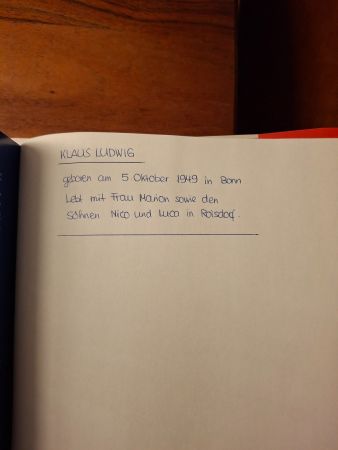 KLAUS LUDWIG
geboren am 5 Oktober 1949 in Bonn
Lebt mit Frau Marion sowie den
Söhnen Nico und Luca in Roisdorf.